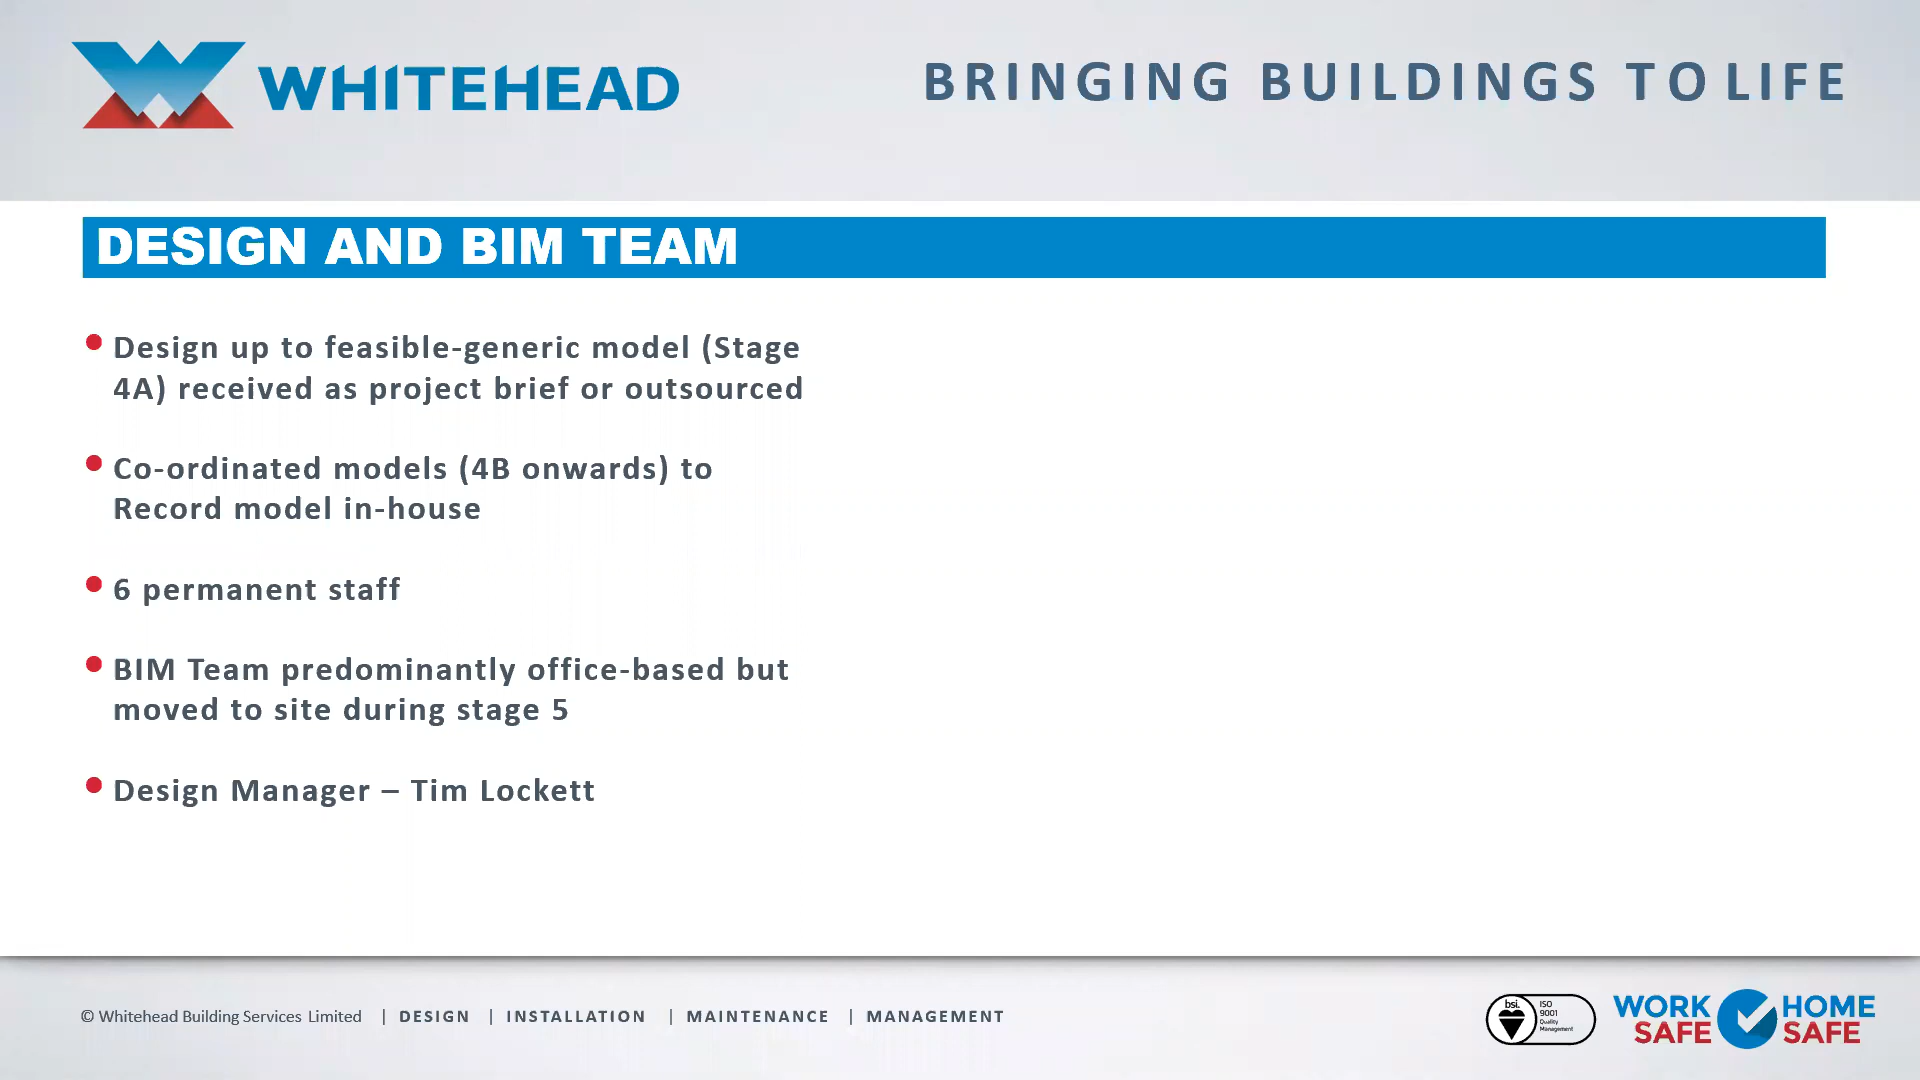 WHITEHEAD
BRINGING BUILDINGS TO LIFE
DESIGN AND BIM TEAM
Design up to feasible-generic model (Stage
4A) received as project brief or outsourced
Co-ordinated models (4B onwards) to
Record model in-house
6 permanent staff
BIM Team predominantly office-based but
moved to site during stage 5
Design Manager – Tim Lockett
© Whitehead Building Services Limited | DESIGN | INSTALLATION | MAINTENANCE | MANAGEMENT
bsi.
ISO
9001
Quality
Management
WORK
SAFE
HOME
SAFE